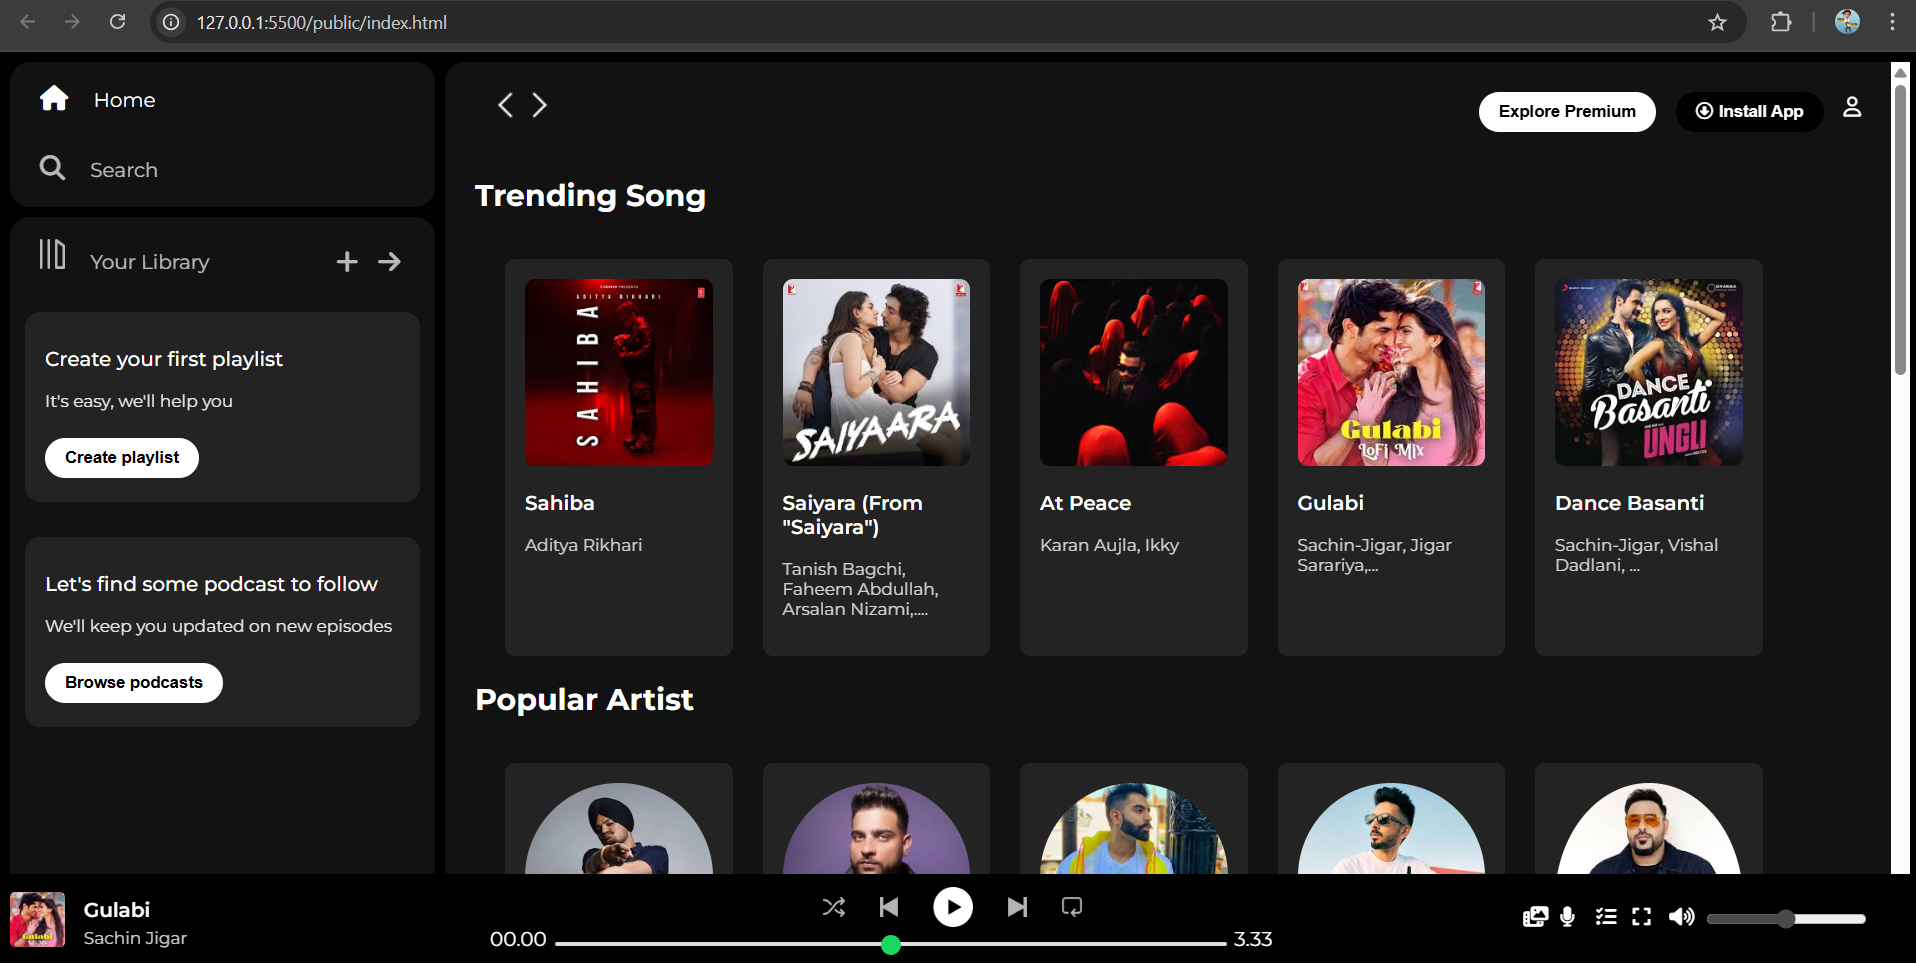 127.0.0.1:5500/public/index.html
Home
Search
Your Library
Create your first playlist
It's easy, we'll help you
Create playlist
Let's find some podcast to follow
We'll keep you updated on new episodes
Browse podcasts
Explore Premium
Install App
Trending Song
ADITYA RIKHARI
SAHIBA
SAIYAARA
Gulabi
LoFi Mix
DANCE
Basanti
UNGLI
Sahiba
Aditya Rikhari
Saiyara (From
"Saiyara")
Tanish Bagchi,
Faheem Abdullah,
Arsalan Nizami,....
At Peace
Karan Aujla, Ikky
Gulabi
Sachin-Jigar, Jigar
Sarariya,...
Dance Basanti
Sachin-Jigar, Vishal
Dadlani, ...
Popular Artist
Gulabi
Gulabi
Sachin Jigar
00.00
3.33